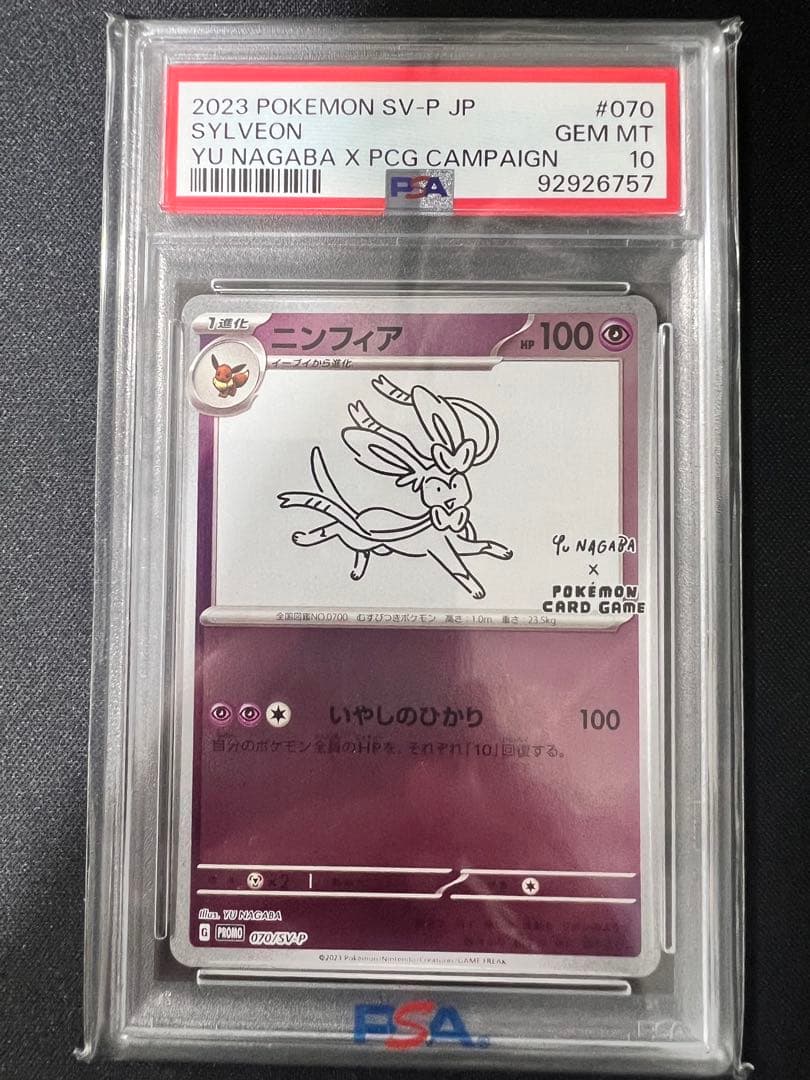 2023 POKEMON SV-P JP #070
SYLVEON GEM MT
YU NAGABA X PCG CAMPAIGN 10
PSA 92926757
1進化 ニンフィア HP 100
イーブイから進化
YU NAGABA
×
POKÉMON
CARD GAME
全国図鑑NO.0700 むすびつきポケモン 高さ:1.0m 重さ:23.5kg
いやしのひかり 100
自分のポケモン全員のHPを、それぞれ「10」回復する。
×2
Illus. YU NAGABA
G PROMO 070/SV-P
©2023 Pokémon/Nintendo/Creatures/GAME FREAK
PSA